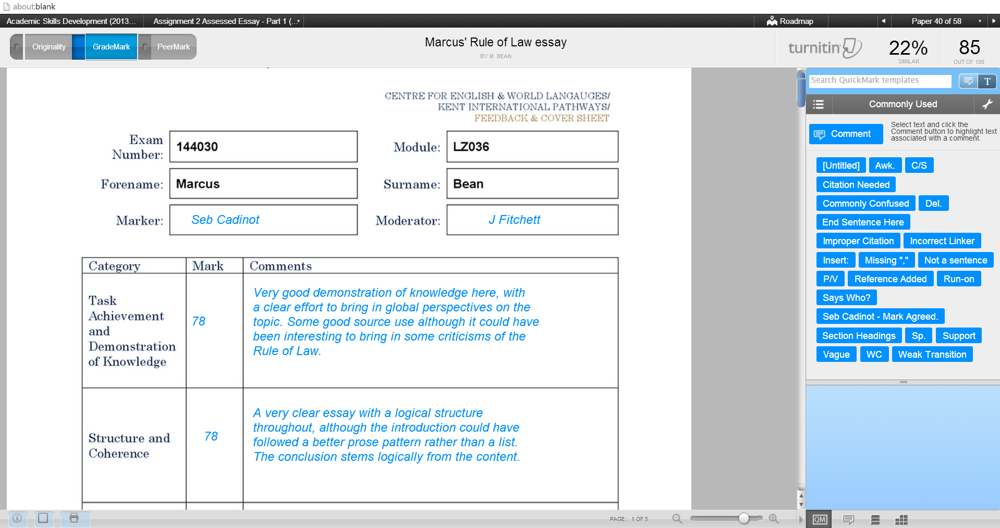 about:blank
Academic Skills Development (2013... Assignment 2 Assessed Essay - Part 1 (... Roadmap Paper 40 of 58
Originality GradeMark PeerMark
Marcus' Rule of Law essay
BY M. BEAN
turnitin
22%
SIMILAR
85
OUT OF 100
CENTRE FOR ENGLISH & WORLD LANGAUGES/
KENT INTERNATIONAL PATHWAYS/
FEEDBACK & COVER SHEET
Exam
Number:
144030
Module:
LZ036
Forename:
Marcus
Surname:
Bean
Marker:
Seb Cadinot
Moderator:
J Fitchett
Category Mark Comments
Task
Achievement
and
Demonstration
of Knowledge
78
Very good demonstration of knowledge here, with
a clear effort to bring in global perspectives on the
topic. Some good source use although it could have
been interesting to bring in some criticisms of the
Rule of Law.
Structure and
Coherence
78
A very clear essay with a logical structure
throughout, although the introduction could have
followed a better prose pattern rather than a list.
The conclusion stems logically from the content.
Search QuickMark templates
T
Commonly Used
Comment
Select text and click the
Comment button to highlight text
associated with a comment.
[Untitled] Awk. C/S
Citation Needed
Commonly Confused Del.
End Sentence Here
Improper Citation Incorrect Linker
Insert: Missing "," Not a sentence
P/V Reference Added Run-on
Says Who?
Seb Cadinot - Mark Agreed.
Section Headings Sp. Support
Vague WC Weak Transition
PAGE: 1 OF 5
QM